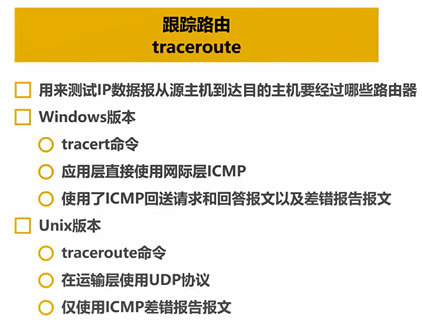 跟踪路由
traceroute
用来测试IP数据报从源主机到达目的主机要经过哪些路由器
Windows版本
tracert命令
应用层直接使用网际层ICMP
使用了ICMP回送请求和回答报文以及差错报告报文
Unix版本
traceroute命令
在运输层使用UDP协议
仅使用ICMP差错报告报文